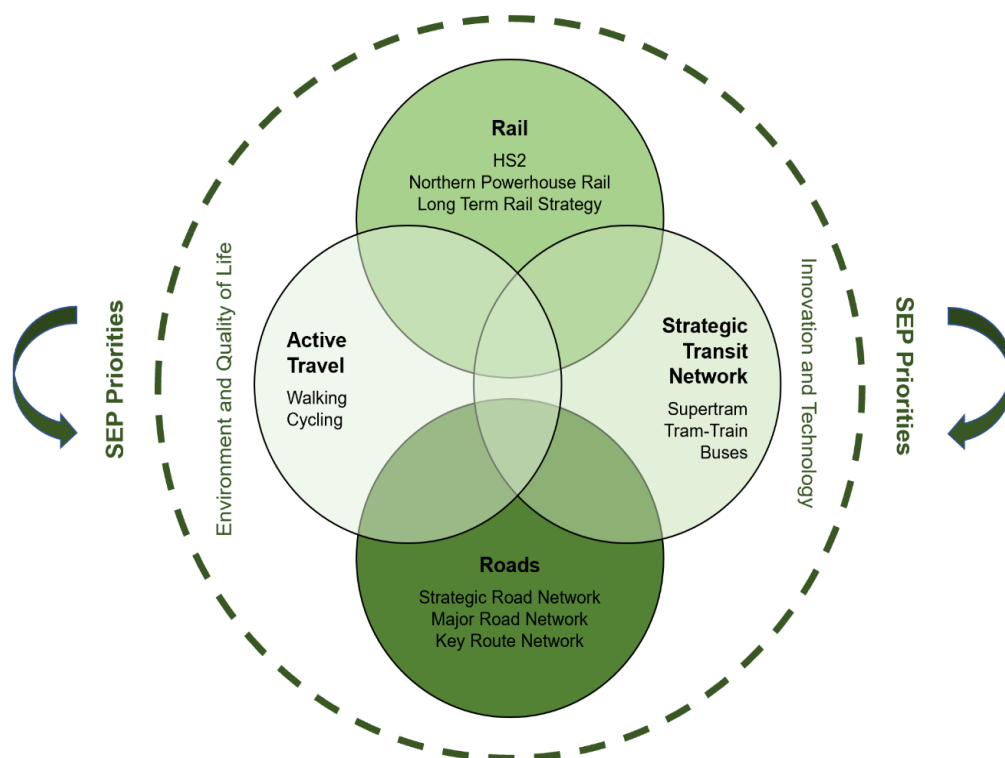 Rail
HS2
Northern Powerhouse Rail
Long Term Rail Strategy
SEP Priorities
Environment and Quality of Life
Active
Travel
Walking
Cycling
Strategic
Transit
Network
Supertram
Tram-Train
Buses
Innovation and Technology
SEP Priorities
Roads
Strategic Road Network
Major Road Network
Key Route Network